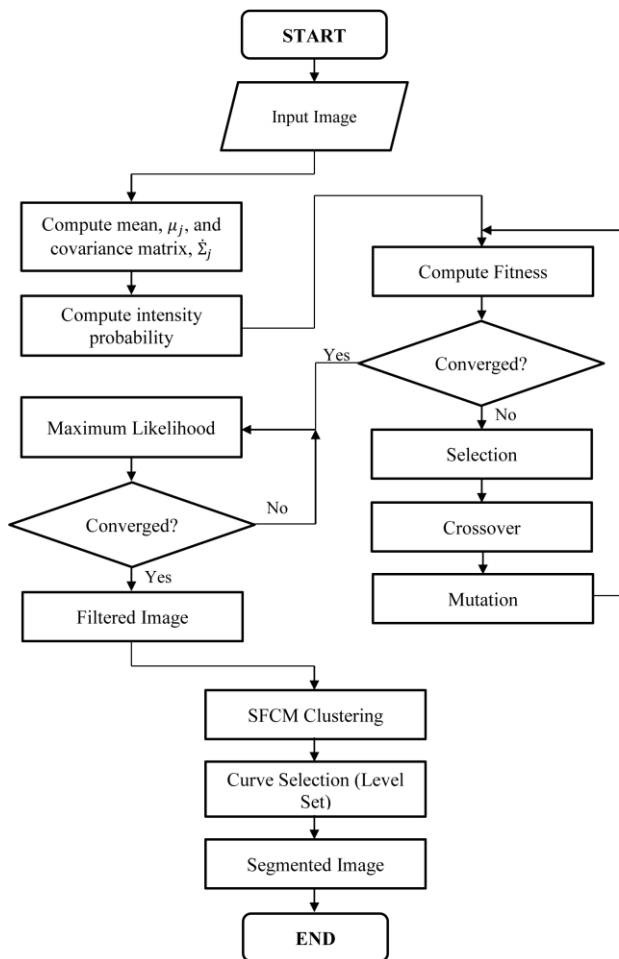 START
Input Image
Compute mean, μⱼ, and
covariance matrix, Σ̇ⱼ
Compute intensity
probability
Compute Fitness
Converged?
Yes
No
Selection
Crossover
Mutation
Maximum Likelihood
Converged?
No
Yes
Filtered Image
SFCM Clustering
Curve Selection (Level
Set)
Segmented Image
END